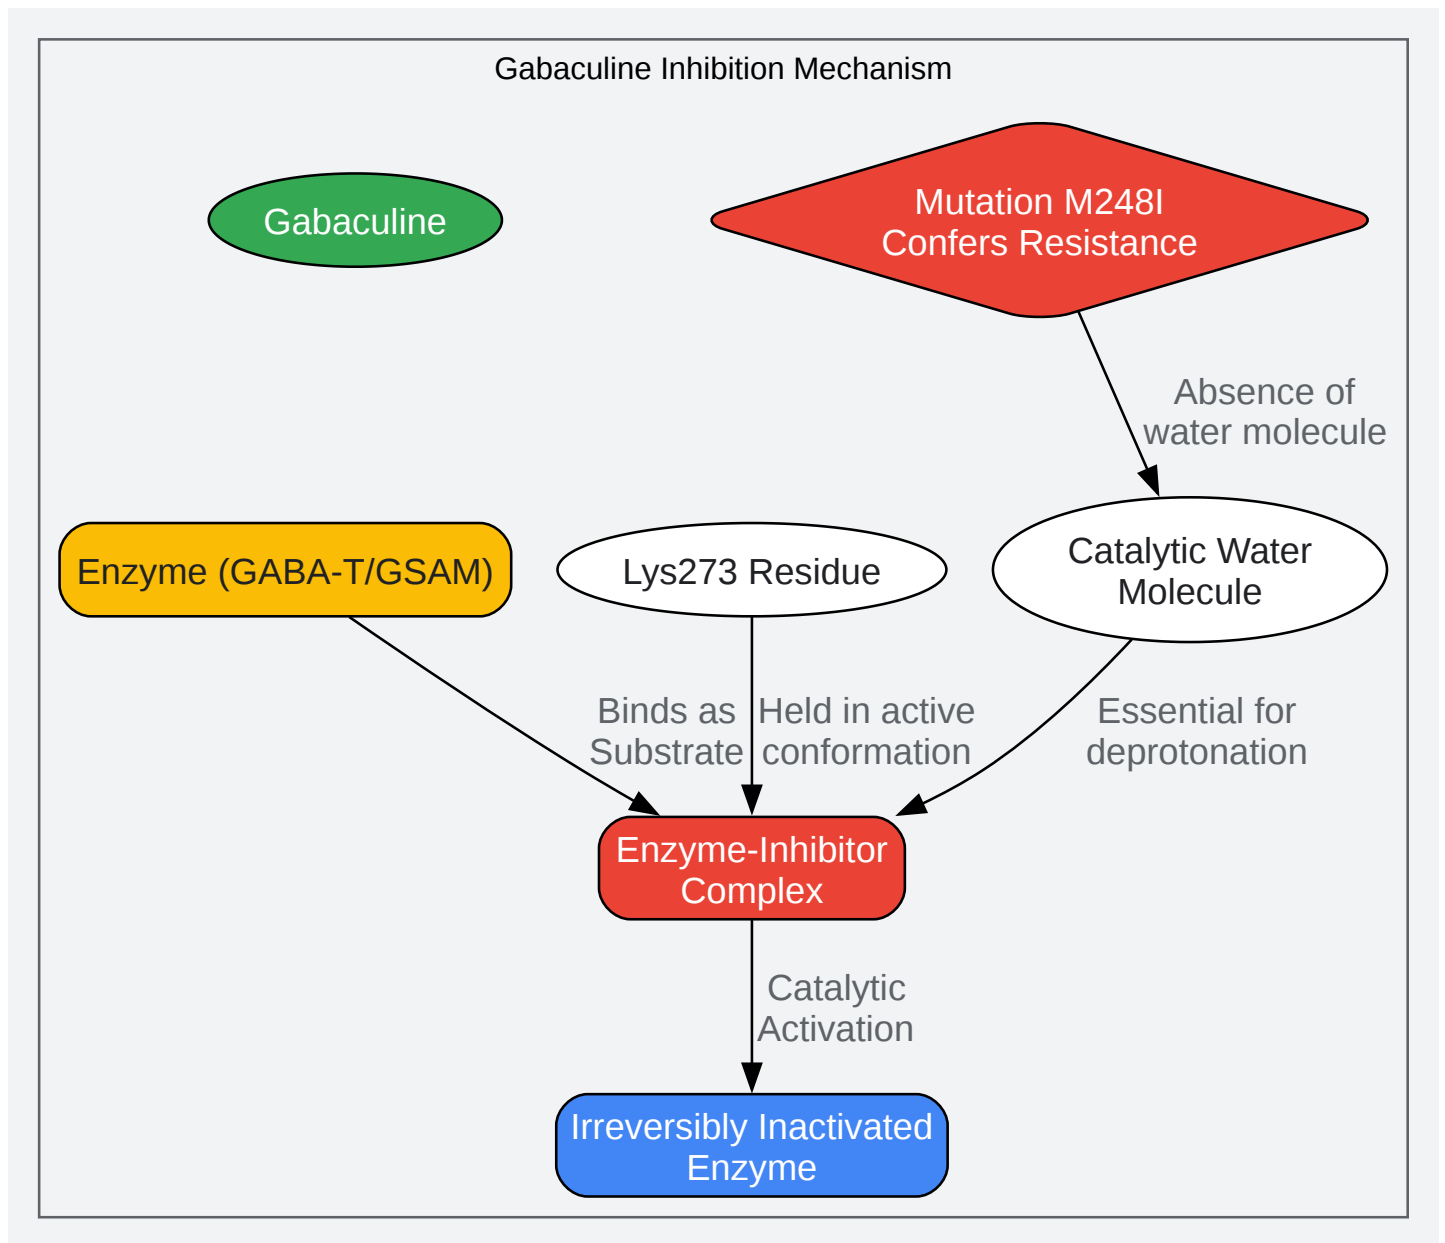 Gabaculine Inhibition Mechanism
Gabaculine
Mutation M248I
Confers Resistance
Absence of
water molecule
Enzyme (GABA-T/GSAM)
Lys273 Residue
Catalytic Water
Molecule
Binds as
Substrate
Held in active
conformation
Essential for
deprotonation
Enzyme-Inhibitor
Complex
Catalytic
Activation
Irreversibly Inactivated
Enzyme